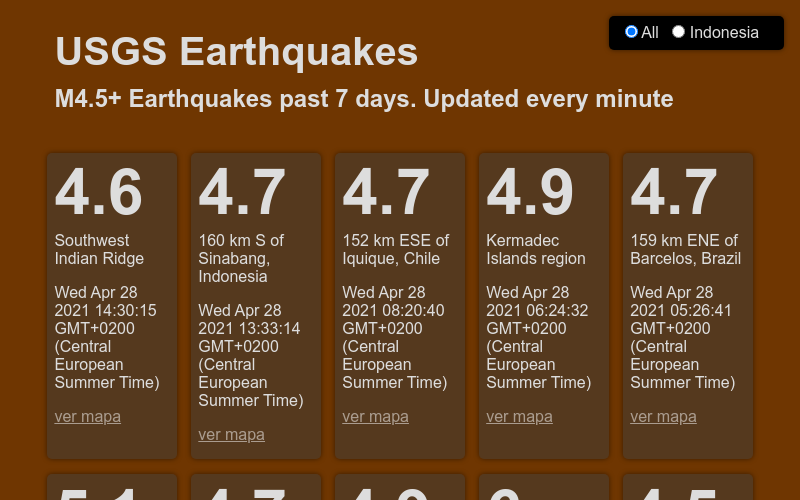 All Indonesia
USGS Earthquakes
M4.5+ Earthquakes past 7 days. Updated every minute
4.6
Southwest
Indian Ridge
Wed Apr 28
2021 14:30:15
GMT+0200
(Central
European
Summer Time)
ver mapa
4.7
160 km S of
Sinabang,
Indonesia
Wed Apr 28
2021 13:33:14
GMT+0200
(Central
European
Summer Time)
ver mapa
4.7
152 km ESE of
Iquique, Chile
Wed Apr 28
2021 08:20:40
GMT+0200
(Central
European
Summer Time)
ver mapa
4.9
Kermadec
Islands region
Wed Apr 28
2021 06:24:32
GMT+0200
(Central
European
Summer Time)
ver mapa
4.7
159 km ENE of
Barcelos, Brazil
Wed Apr 28
2021 05:26:41
GMT+0200
(Central
European
Summer Time)
ver mapa
5.1
4.7
4.5